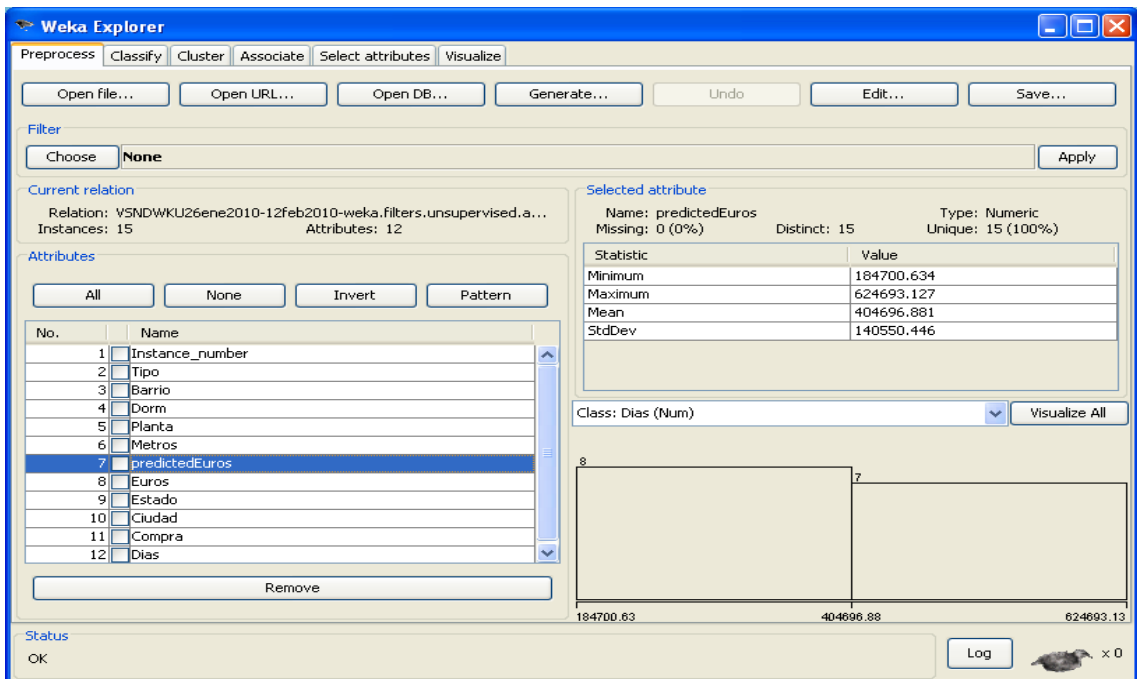 Weka Explorer
Preprocess Classify Cluster Associate Select attributes Visualize
Open file... Open URL... Open DB... Generate... Undo Edit... Save...
Filter
Choose None Apply
Current relation
Relation: VSNDWKU26ene2010-12feb2010-weka.filters.unsupervised.a...
Instances: 15 Attributes: 12
Attributes
All None Invert Pattern
No. Name
1 Instance_number
2 Tipo
3 Barrio
4 Dorm
5 Planta
6 Metros
7 predictedEuros
8 Euros
9 Estado
10 Ciudad
11 Compra
12 Dias
Remove
Selected attribute
Name: predictedEuros Type: Numeric
Missing: 0 (0%) Distinct: 15 Unique: 15 (100%)
Statistic Value
Minimum 184700.634
Maximum 624693.127
Mean 404696.881
StdDev 140550.446
Class: Dias (Num) Visualize All
8
7
184700.63 404696.88 624693.13
Status
OK
Log x 0